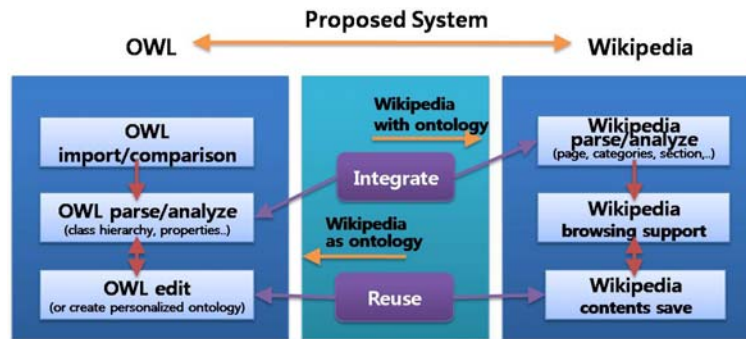 Proposed System
OWL
Wikipedia
OWL
import/comparison
OWL parse/analyze
(class hierarchy, properties..)
OWL edit
(or create personalized ontology)
Wikipedia
with ontology
Integrate
Wikipedia
as ontology
Reuse
Wikipedia
parse/analyze
(page, categories, section,..)
Wikipedia
browsing support
Wikipedia
contents save